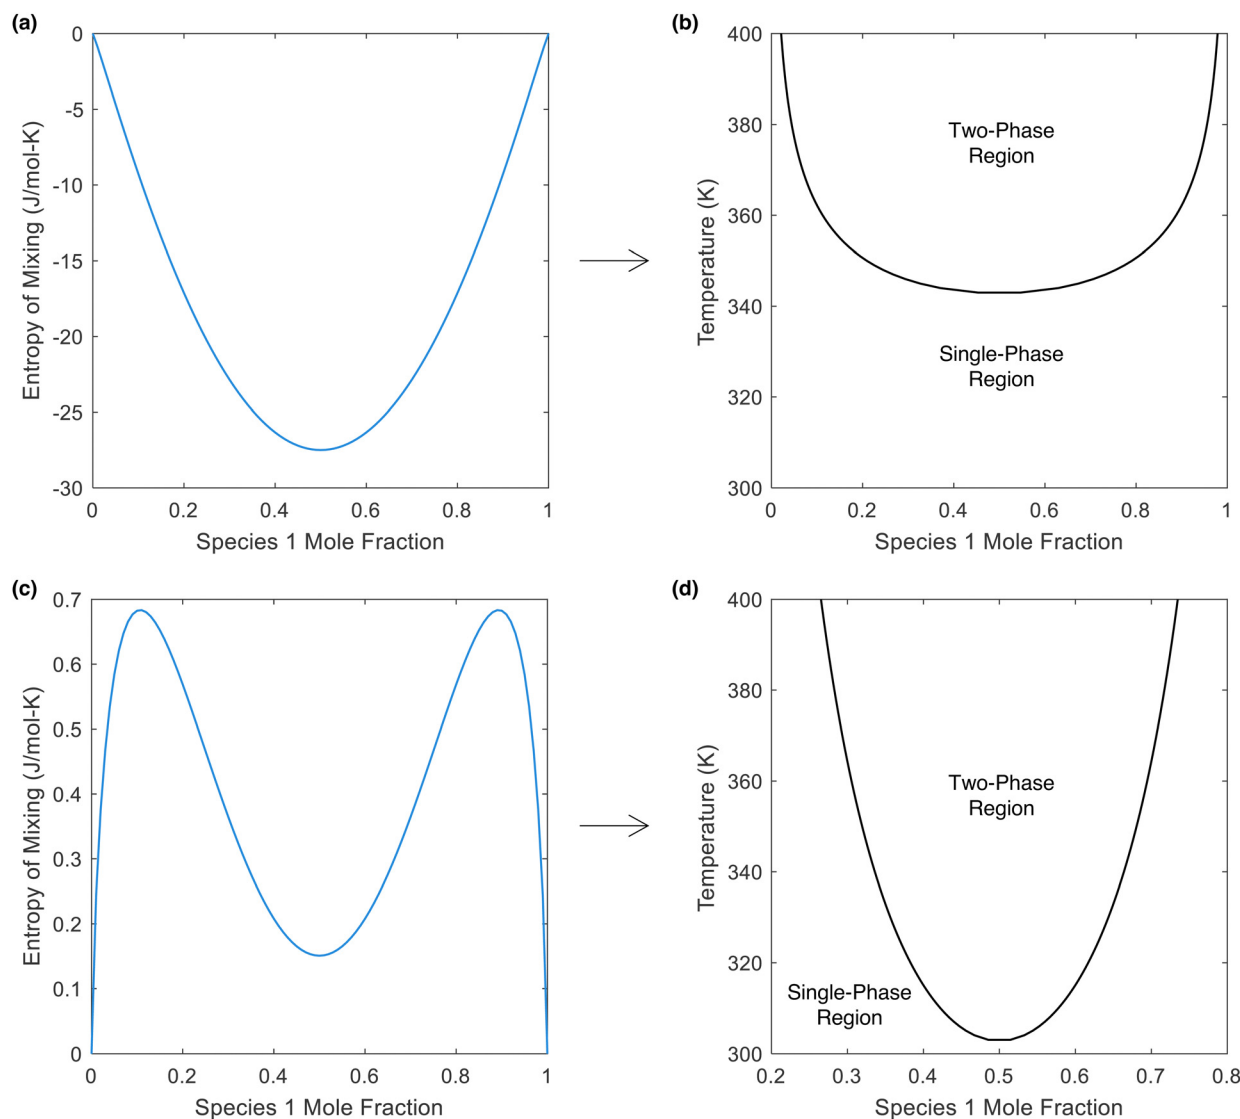 (a)
0
-5
-10
-15
-20
-25
-30
Entropy of Mixing (J/mol-K)
0
0.2
0.4
0.6
0.8
1
Species 1 Mole Fraction
(b)
400
380
360
340
320
300
Temperature (K)
Two-Phase
Region
Single-Phase
Region
0
0.2
0.4
0.6
0.8
1
Species 1 Mole Fraction
(c)
0.7
0.6
0.5
0.4
0.3
0.2
0.1
0
Entropy of Mixing (J/mol-K)
0
0.2
0.4
0.6
0.8
1
Species 1 Mole Fraction
(d)
400
380
360
340
320
300
Temperature (K)
Two-Phase
Region
Single-Phase
Region
0.2
0.3
0.4
0.5
0.6
0.7
0.8
Species 1 Mole Fraction